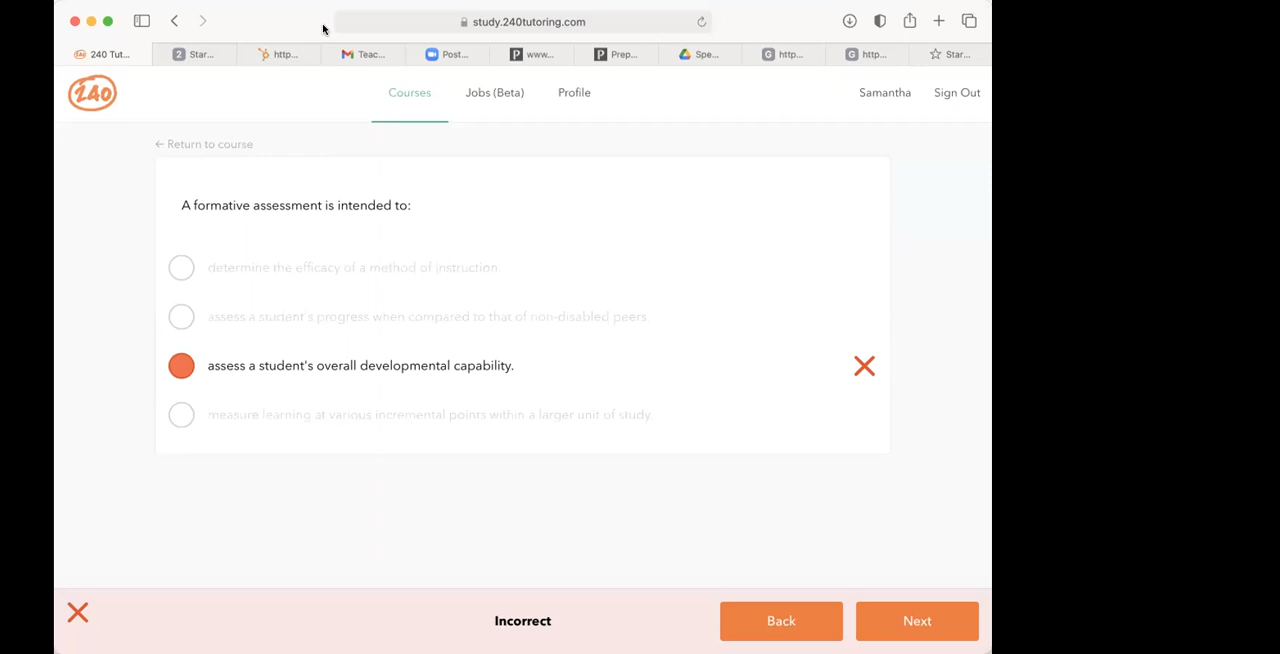 study.240tutoring.com
240 Tut...
2 Star...
http...
Teac...
Post...
P www...
P Prep...
Spe...
G http...
G http...
Star...
240
Courses
Jobs (Beta)
Profile
Samantha
Sign Out
← Return to course
A formative assessment is intended to:
determine the efficacy of a method of instruction.
assess a student's progress when compared to that of non-disabled peers.
assess a student's overall developmental capability.
measure learning at various incremental points within a larger unit of study.
Incorrect
Back
Next